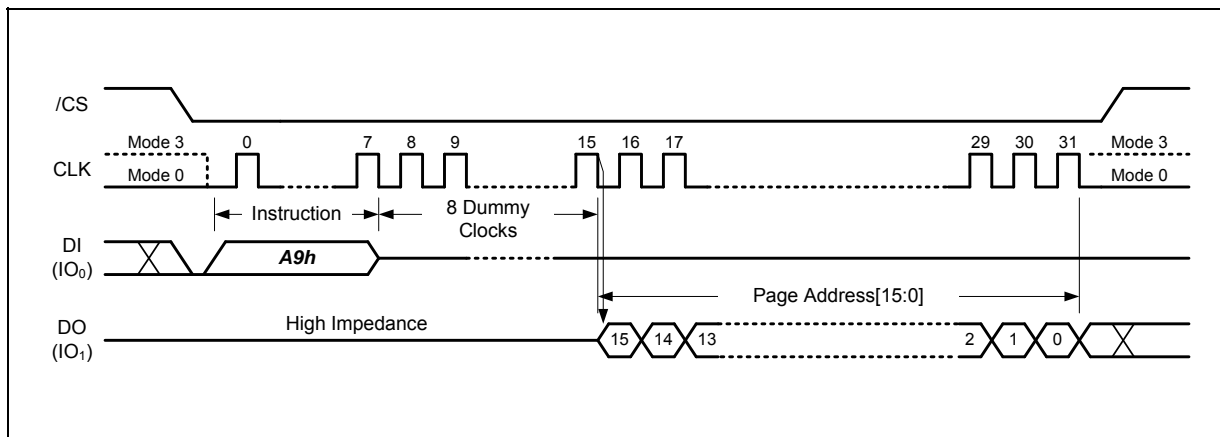 /CS
Mode 3 0 7 8 9 15 16 17 29 30 31 Mode 3
CLK
Mode 0 Mode 0
Instruction 8 Dummy
Clocks
DI
(IO₀)
A9h
Page Address[15:0]
DO
(IO₁)
High Impedance
15 14 13 2 1 0